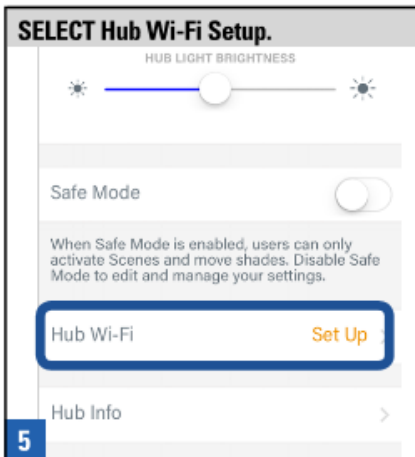 SELECT Hub Wi-Fi Setup.
HUB LIGHT BRIGHTNESS
Safe Mode
When Safe Mode is enabled, users can only
activate Scenes and move shades. Disable Safe
Mode to edit and manage your settings.
Hub Wi-Fi Set Up
Hub Info
5